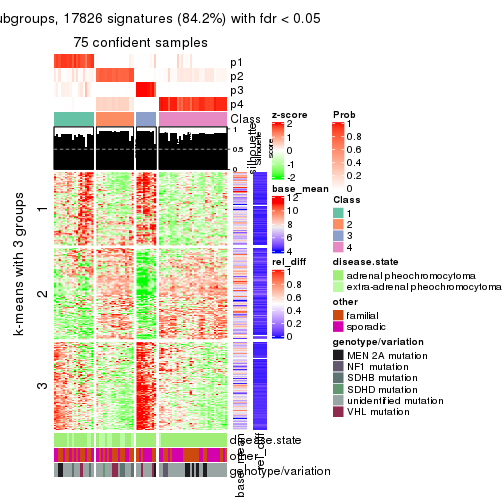 ubgroups, 17826 signatures (84.2%) with fdr < 0.05
75 confident samples
p1
p2
p3
p4
Class
1
0.5
0
silhouette
Silhouette
score
k-means with 3 groups
1
2
3
disease.state
other
genotype/variation
base_mean
rel_diff
z-score
2
1
0
-1
-2
base_mean
12
10
8
6
4
rel_diff
1
0.8
0.6
0.4
0.2
0
Prob
1
0.8
0.6
0.4
0.2
0
Class
1
2
3
4
disease.state
adrenal pheochromocytoma
extra-adrenal pheochromocytoma
other
familial
sporadic
genotype/variation
MEN 2A mutation
NF1 mutation
SDHB mutation
SDHD mutation
unidentified mutation
VHL mutation